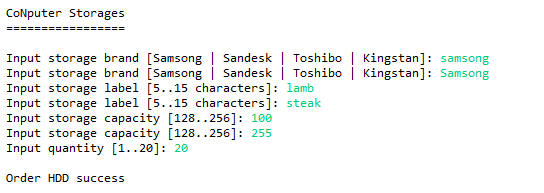 CoNputer Storages
=================
Input storage brand [Samsong | Sandesk | Toshibo | Kingstan]: samsong
Input storage brand [Samsong | Sandesk | Toshibo | Kingstan]: Samsong
Input storage label [5..15 characters]: lamb
Input storage label [5..15 characters]: steak
Input storage capacity [128..256]: 100
Input storage capacity [128..256]: 255
Input quantity [1..20]: 20
Order HDD success